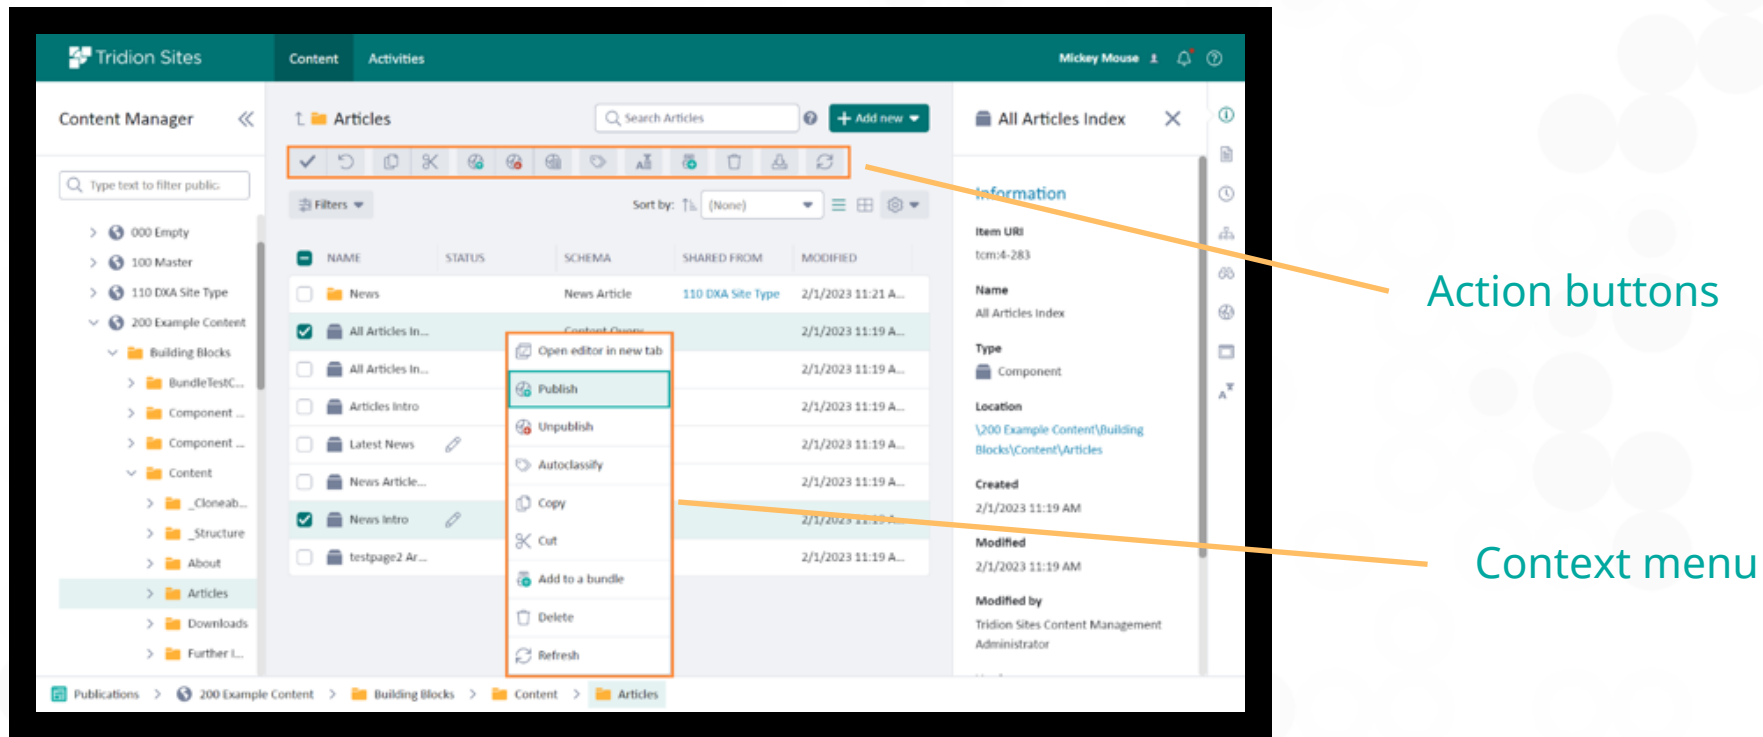 Tridion Sites
Content
Activities
Mickey Mouse
Content Manager
Articles
Search Articles
Add new
All Articles Index
Type text to filter public
Filters
Sort by:
(None)
Information
000 Empty
100 Master
110 DXA Site Type
200 Example Content
Building Blocks
BundleTestC...
Component ...
Component ...
Content
_Cloneab...
_Structure
About
Articles
Downloads
Further I...
NAME STATUS SCHEMA SHARED FROM MODIFIED
News News Article 110 DXA Site Type 2/1/2023 11:21 A...
All Articles In... Content Query 2/1/2023 11:19 A...
All Articles In... 2/1/2023 11:19 A...
Articles Intro 2/1/2023 11:19 A...
Latest News 2/1/2023 11:19 A...
News Article... 2/1/2023 11:19 A...
News Intro 2/1/2023 11:19 A...
testpage2 Ar... 2/1/2023 11:19 A...
Open editor in new tab
Publish
Unpublish
Autoclassify
Copy
Cut
Add to a bundle
Delete
Refresh
Item URI
tcm:4-283
Name
All Articles Index
Type
Component
Location
\200 Example Content\Building
Blocks\Content\Articles
Created
2/1/2023 11:19 AM
Modified
2/1/2023 11:19 AM
Modified by
Tridion Sites Content Management
Administrator
Publications > 200 Example Content > Building Blocks > Content > Articles
Action buttons
Context menu